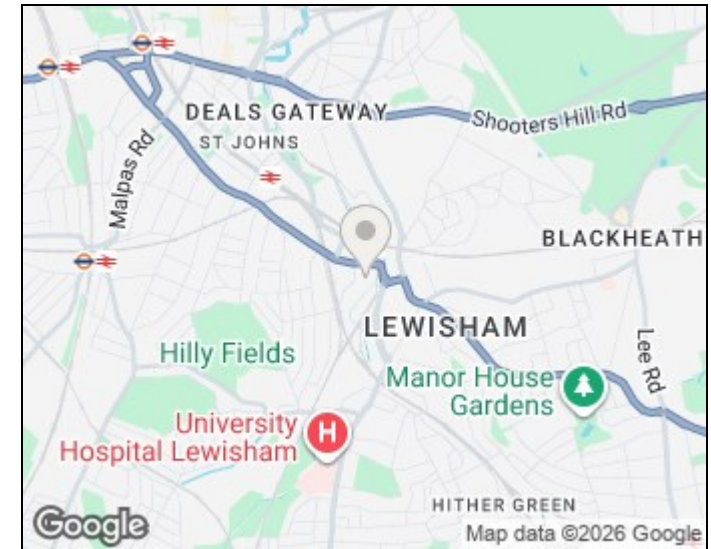 DEALS GATEWAY
Shooters Hill Rd
ST JOHNS
Malpas Rd
BLACKHEATH
LEWISHAM
Hilly Fields
Lee Rd
Manor House
Gardens
University
Hospital Lewisham
H
HITHER GREEN
Google
Map data ©2026 Google